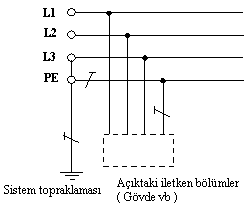 L1
L2
L3
PE
Sistem topraklaması
Açıktaki iletken bölümler
( Gövde vb )